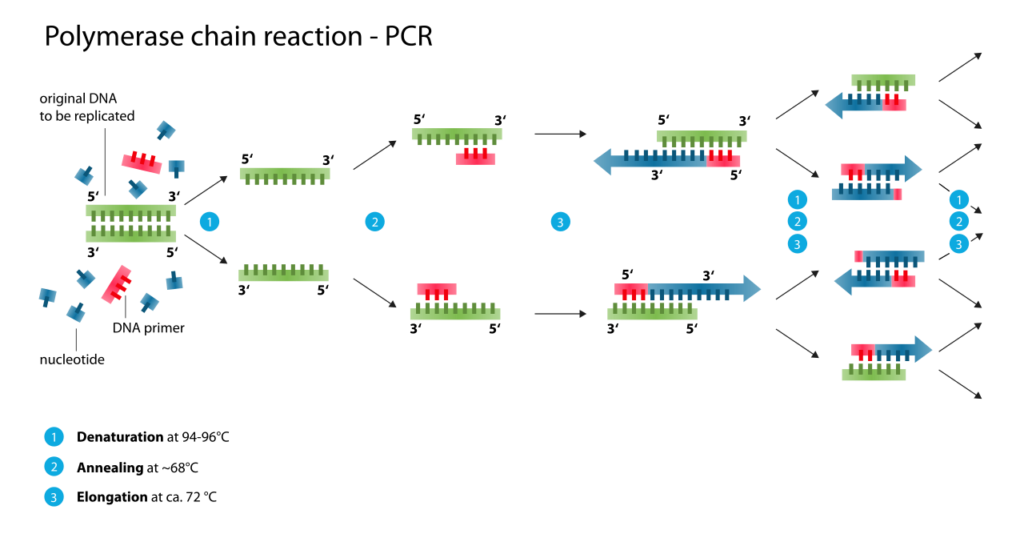 Polymerase chain reaction - PCR
original DNA
to be replicated
5‘ 3‘
3‘ 5‘
DNA primer
nucleotide
1
5‘ 3‘
3‘ 5‘
2
5‘ 3‘
3‘ 5‘
3
5‘ 3‘
3‘ 5‘
5‘ 3‘
3‘ 5‘
1
2
3
1
2
3
1 Denaturation at 94-96°C
2 Annealing at ~68°C
3 Elongation at ca. 72 °C